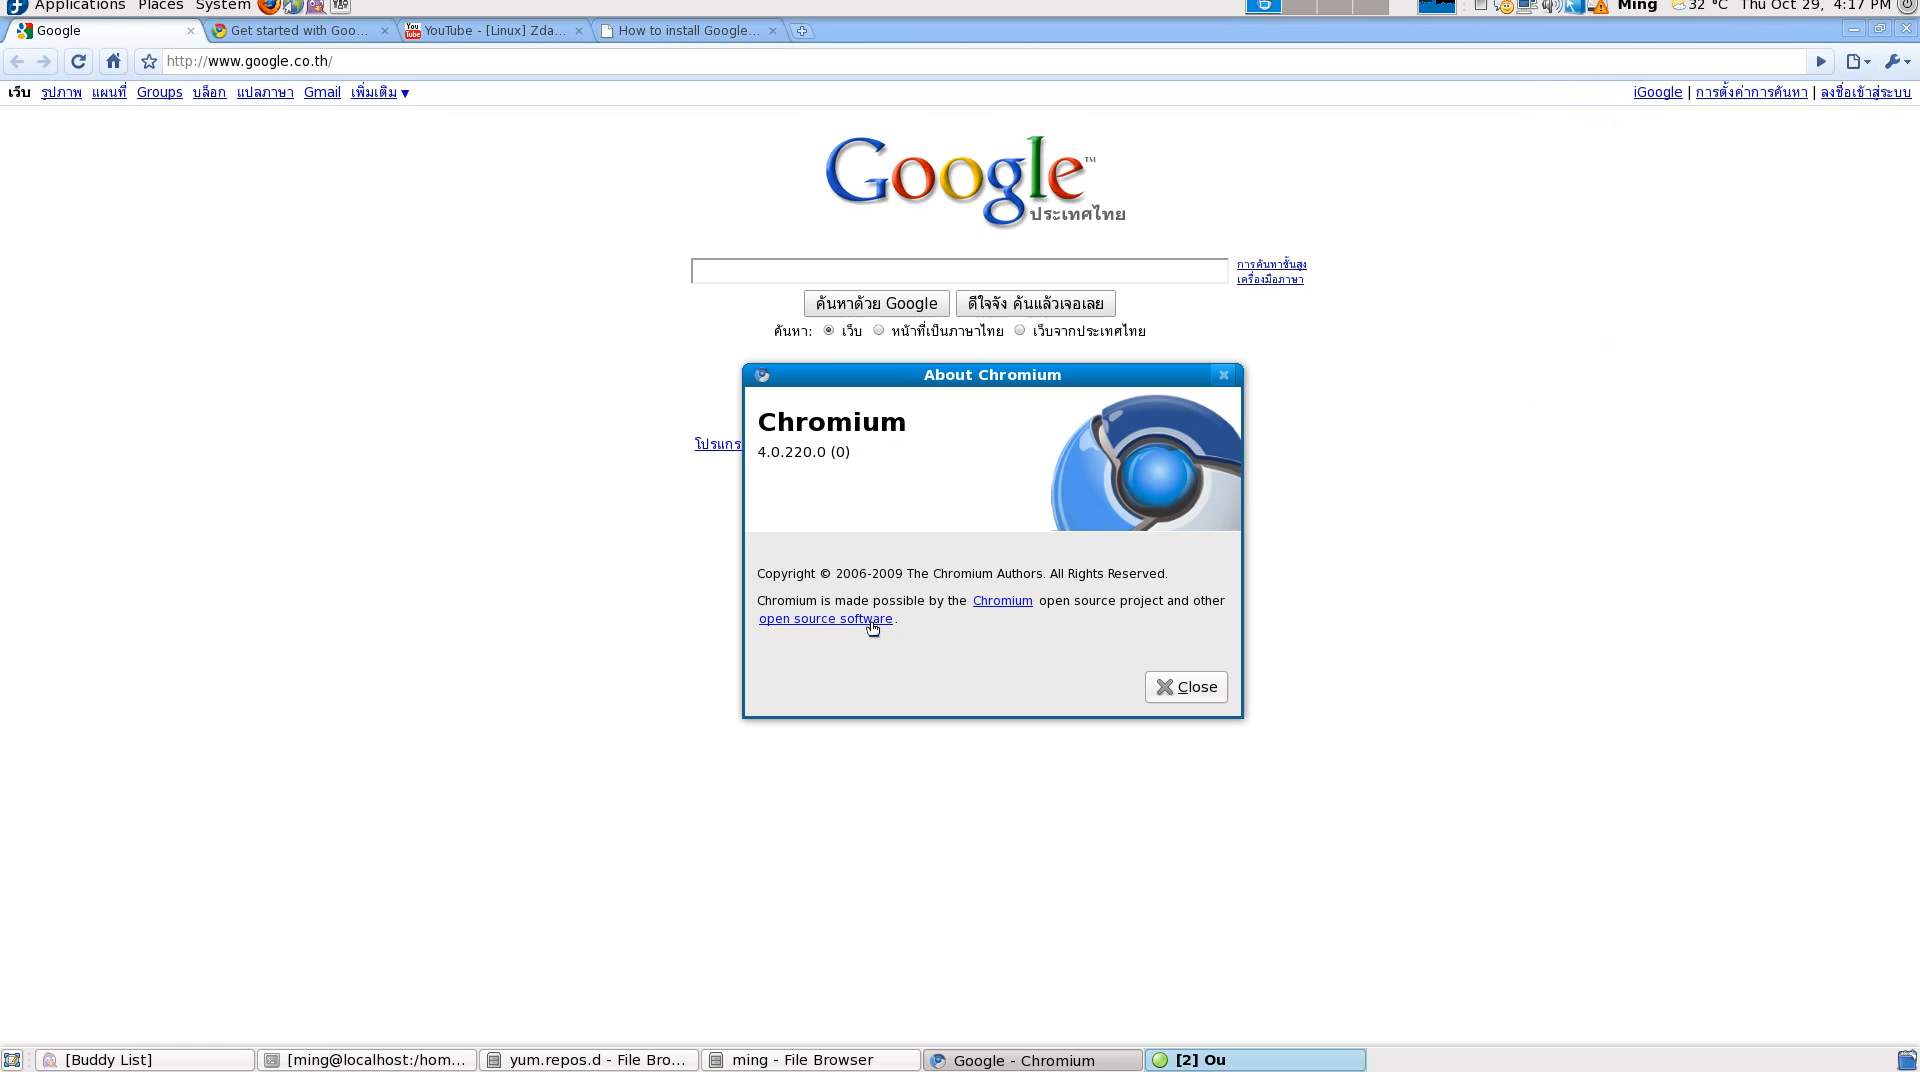 Applications Places System Ming 32 °C Thu Oct 29, 4:17 PM
Google Get started with Goo... YouTube - [Linux] Zda... How to install Google...
http://www.google.co.th/
เว็บ รูปภาพ แผนที่ Groups บล็อก แปลภาษา Gmail เพิ่มเติม ▼ iGoogle | การตั้งค่าการค้นหา | ลงชื่อเข้าสู่ระบบ
Google™
ประเทศไทย
การค้นหาขั้นสูง
เครื่องมือภาษา
ค้นหาด้วย Google ดีใจจัง ค้นแล้วเจอเลย
ค้นหา: เว็บ หน้าที่เป็นภาษาไทย เว็บจากประเทศไทย
About Chromium
Chromium
โปรแกร
4.0.220.0 (0)
Copyright © 2006-2009 The Chromium Authors. All Rights Reserved.
Chromium is made possible by the Chromium open source project and other
open source software.
Close
[Buddy List] [ming@localhost:/hom... yum.repos.d - File Bro... ming - File Browser Google - Chromium [2] Ou